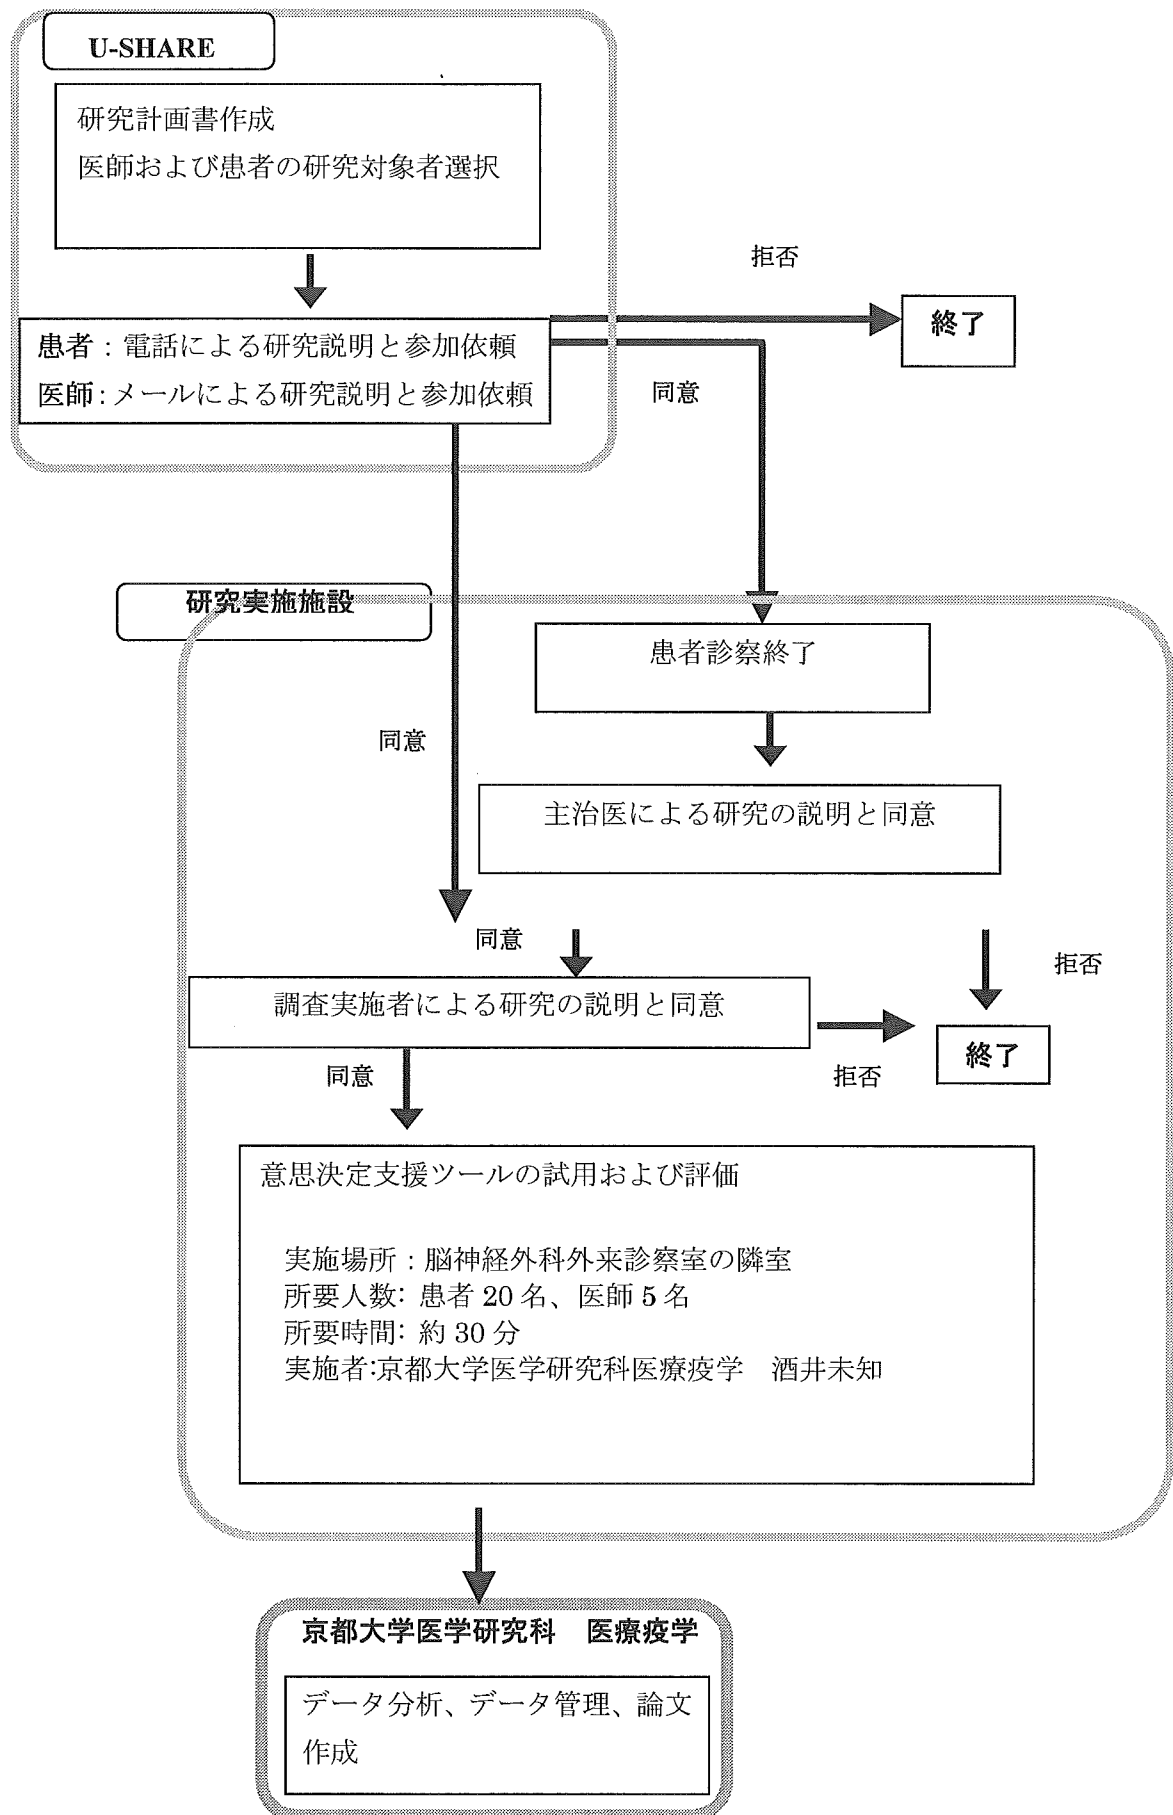 U-SHARE
研究計画書作成
医師および患者の研究対象者選択
拒否
終了
患者：電話による研究説明と参加依頼
医師：メールによる研究説明と参加依頼
同意
研究実施施設
患者診察終了
同意
主治医による研究の説明と同意
同意
拒否
調査実施者による研究の説明と同意
終了
同意
拒否
意思決定支援ツールの試用および評価
実施場所：脳神経外科外来診察室の隣室
所要人数: 患者 20 名、医師 5 名
所要時間: 約 30 分
実施者:京都大学医学研究科医療疫学　酒井未知
京都大学医学研究科　医療疫学
データ分析、データ管理、論文
作成